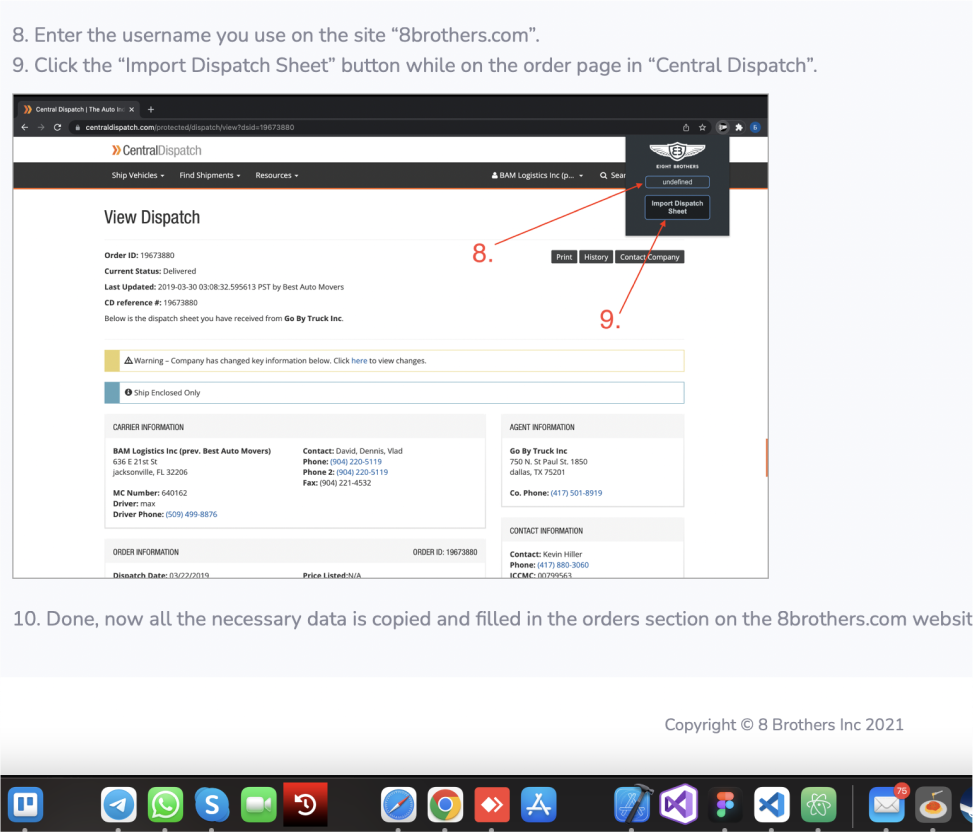 8. Enter the username you use on the site “8brothers.com”.
9. Click the “Import Dispatch Sheet” button while on the order page in “Central Dispatch”.
Central Dispatch | The Auto In
centraldispatch.com/protected/dispatch/view?dsid=19673880
CentralDispatch
EIGHT BROTHERS
undefined
Import Dispatch
Sheet
Ship Vehicles
Find Shipments
Resources
BAM Logistics Inc (p...
Sear
View Dispatch
8.
Order ID: 19673880
Print
History
Contact Company
Current Status: Delivered
Last Updated: 2019-03-30 03:08:32.595613 PST by Best Auto Movers
CD reference #: 19673880
9.
Below is the dispatch sheet you have received from Go By Truck Inc.
Warning – Company has changed key information below. Click here to view changes.
Ship Enclosed Only
CARRIER INFORMATION
BAM Logistics Inc (prev. Best Auto Movers)
636 E 21st St
jacksonville, FL 32206
MC Number: 640162
Driver: max
Driver Phone: (509) 499-8876
Contact: David, Dennis, Vlad
Phone: (904) 220-5119
Phone 2: (904) 220-5119
Fax: (904) 221-4532
AGENT INFORMATION
Go By Truck Inc
750 N. St Paul St. 1850
dallas, TX 75201
Co. Phone: (417) 501-8919
CONTACT INFORMATION
Contact: Kevin Hiller
Phone: (417) 880-3060
ICCMC: 00799563
ORDER INFORMATION
ORDER ID: 19673880
Dispatch Date: 03/22/2019
Price Listed:N/A
10. Done, now all the necessary data is copied and filled in the orders section on the 8brothers.com websit
Copyright © 8 Brothers Inc 2021
75